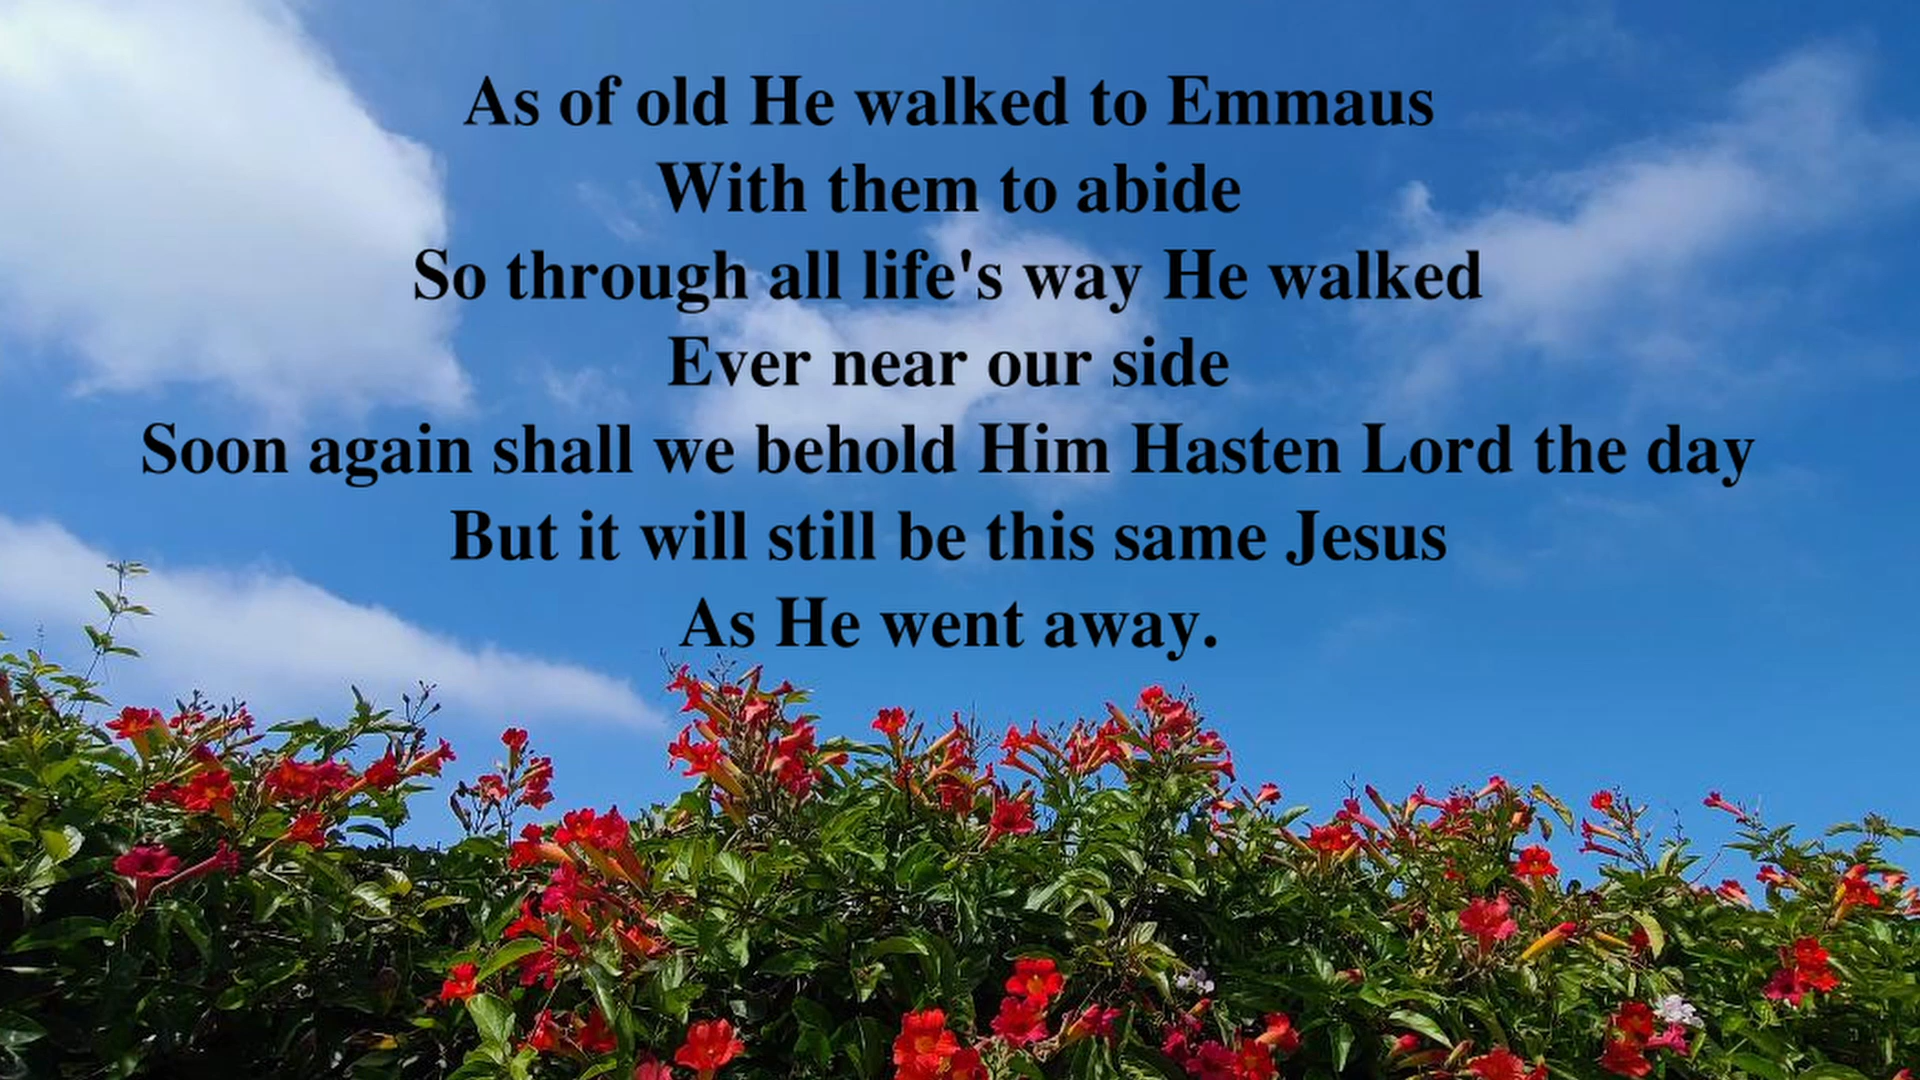 As of old He walked to Emmaus
With them to abide
So through all life's way He walked
Ever near our side
Soon again shall we behold Him Hasten Lord the day
But it will still be this same Jesus
As He went away.